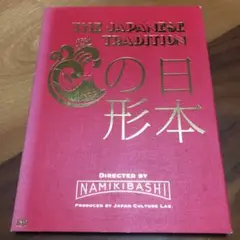 THE JAPANESE
TRADITION
日本
の形
DIRECTED BY
NAMIKIBASHI
PRODUCED BY JAPAN CULTURE LAB.